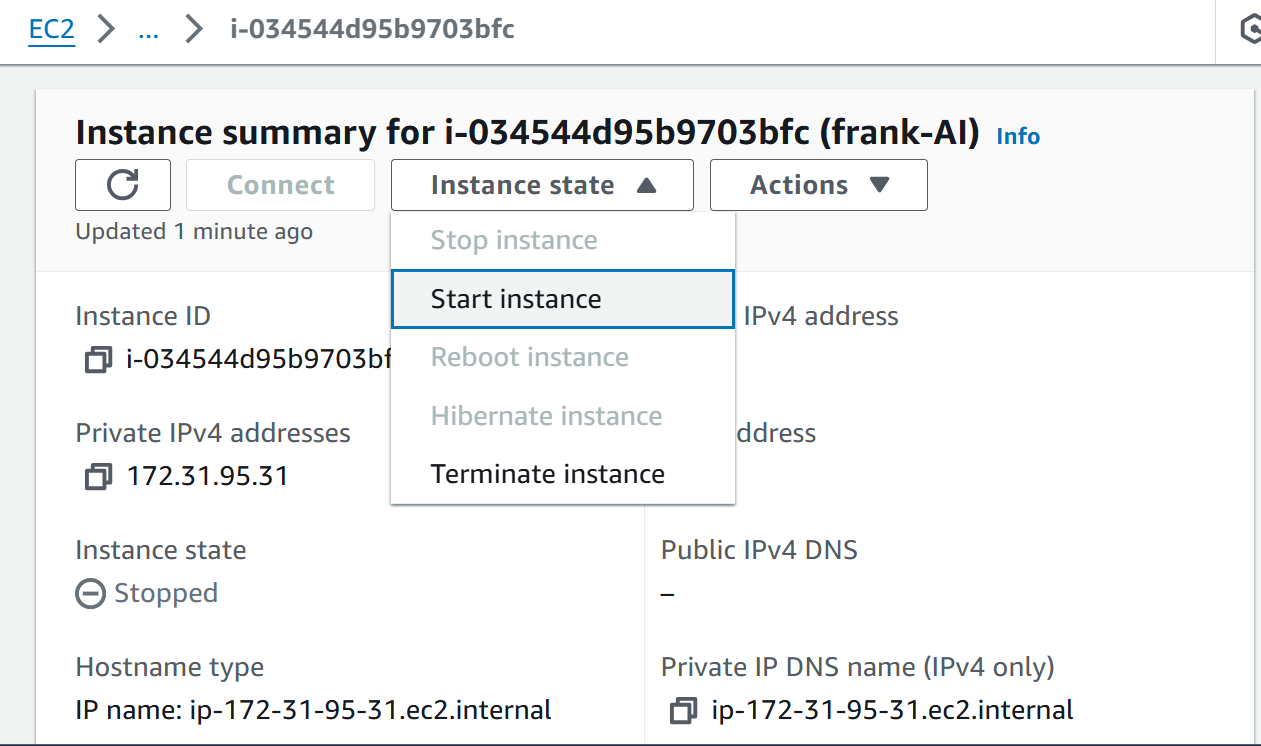 EC2 > ... > i-034544d95b9703bfc
Instance summary for i-034544d95b9703bfc (frank-AI) Info
Connect Instance state Actions
Updated 1 minute ago
Stop instance
Start instance
Reboot instance
Hibernate instance
Terminate instance
Instance ID
i-034544d95b9703bf
IPv4 address
Private IPv4 addresses
172.31.95.31
ddress
Instance state
Stopped
Public IPv4 DNS
–
Hostname type
IP name: ip-172-31-95-31.ec2.internal
Private IP DNS name (IPv4 only)
ip-172-31-95-31.ec2.internal